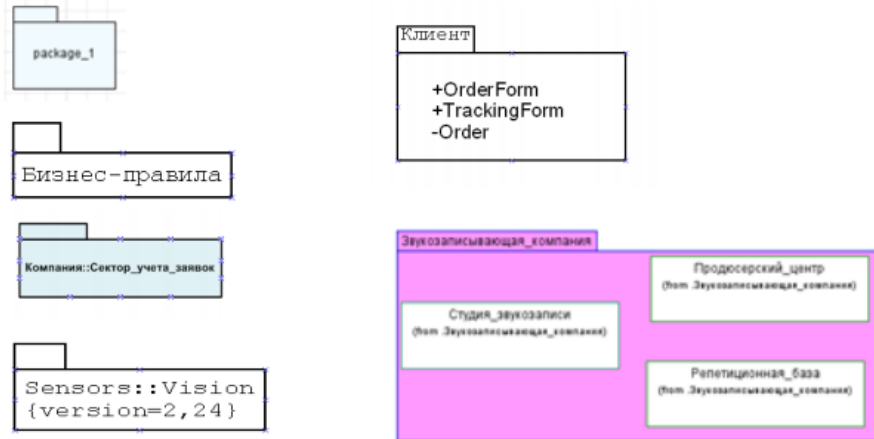 package_1
Бизнес-правила
Компания::Сектор_учета_заявок
Sensors::Vision
{version=2,24}
Клиент
+OrderForm
+TrackingForm
-Order
Звукозаписывающая_компания
Продюсерский_центр
(from .Звукозаписывающая_компания)
Студия_звукозаписи
(from .Звукозаписывающая_компания)
Репетиционная_база
(from .Звукозаписывающая_компания)